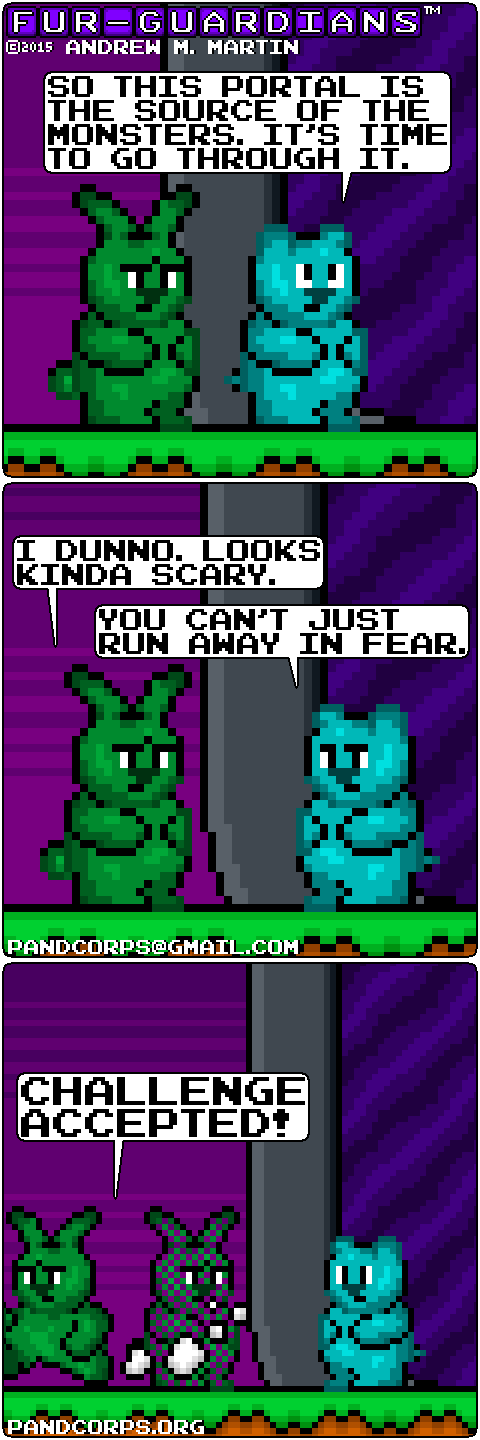 FUR-GUARDIANS™
©2015 ANDREW M. MARTIN
SO THIS PORTAL IS
THE SOURCE OF THE
MONSTERS. IT'S TIME
TO GO THROUGH IT.
I DUNNO. LOOKS
KINDA SCARY.
YOU CAN'T JUST
RUN AWAY IN FEAR.
PANDCORPS@GMAIL.COM
CHALLENGE
ACCEPTED!
PANDCORPS.ORG